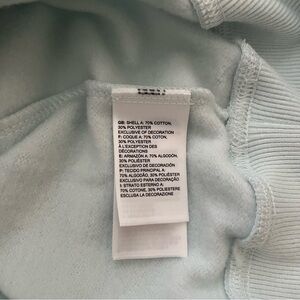 GB: SHELL A: 70% COTTON,
30% POLYESTER
EXCLUSIVE OF DECORATION
F: COQUE A: 70% COTON,
30% POLYESTER
À L'EXCEPTION DES
DÉCORATIONS
E: ARMAZON A: 70% ALGODÓN,
30% POLIÉSTER
EXCLUSIVO DE DECORACIÓN
P: TECIDO PRINCIPAL A:
70% ALGODÃO, 30% POLIÉSTER
EXCLUSIVO PARA DECORAÇÃO
I: STRATO ESTERNO A:
70% COTONE, 30% POLIESTERE
ESCLUSA LA DECORAZIONE